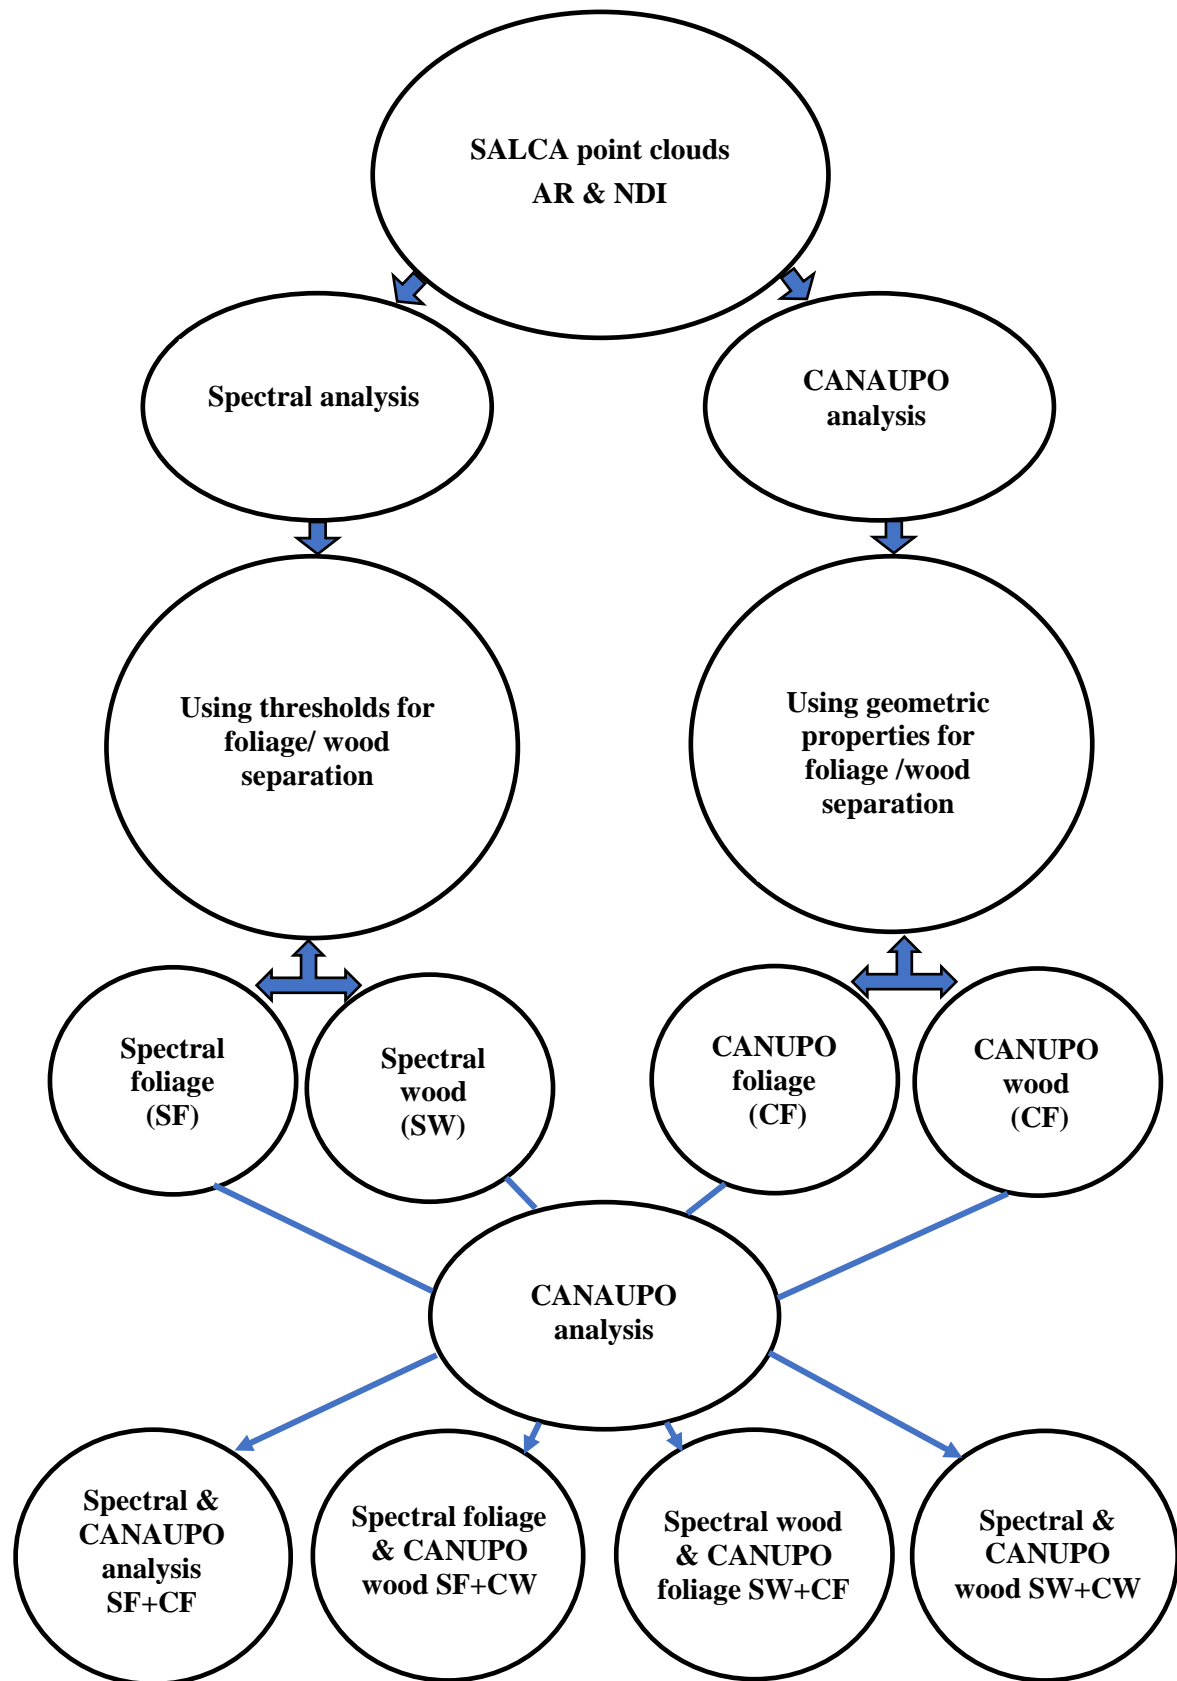 SALCA point clouds
AR & NDI
Spectral analysis
CANAUPO
analysis
Using thresholds for
foliage/ wood
separation
Using geometric
properties for
foliage /wood
separation
Spectral
foliage
(SF)
Spectral
wood
(SW)
CANUPO
foliage
(CF)
CANUPO
wood
(CF)
CANAUPO
analysis
Spectral &
CANAUPO
analysis
SF+CF
Spectral foliage
& CANUPO
wood SF+CW
Spectral wood
& CANUPO
foliage SW+CF
Spectral &
CANUPO
wood SW+CW